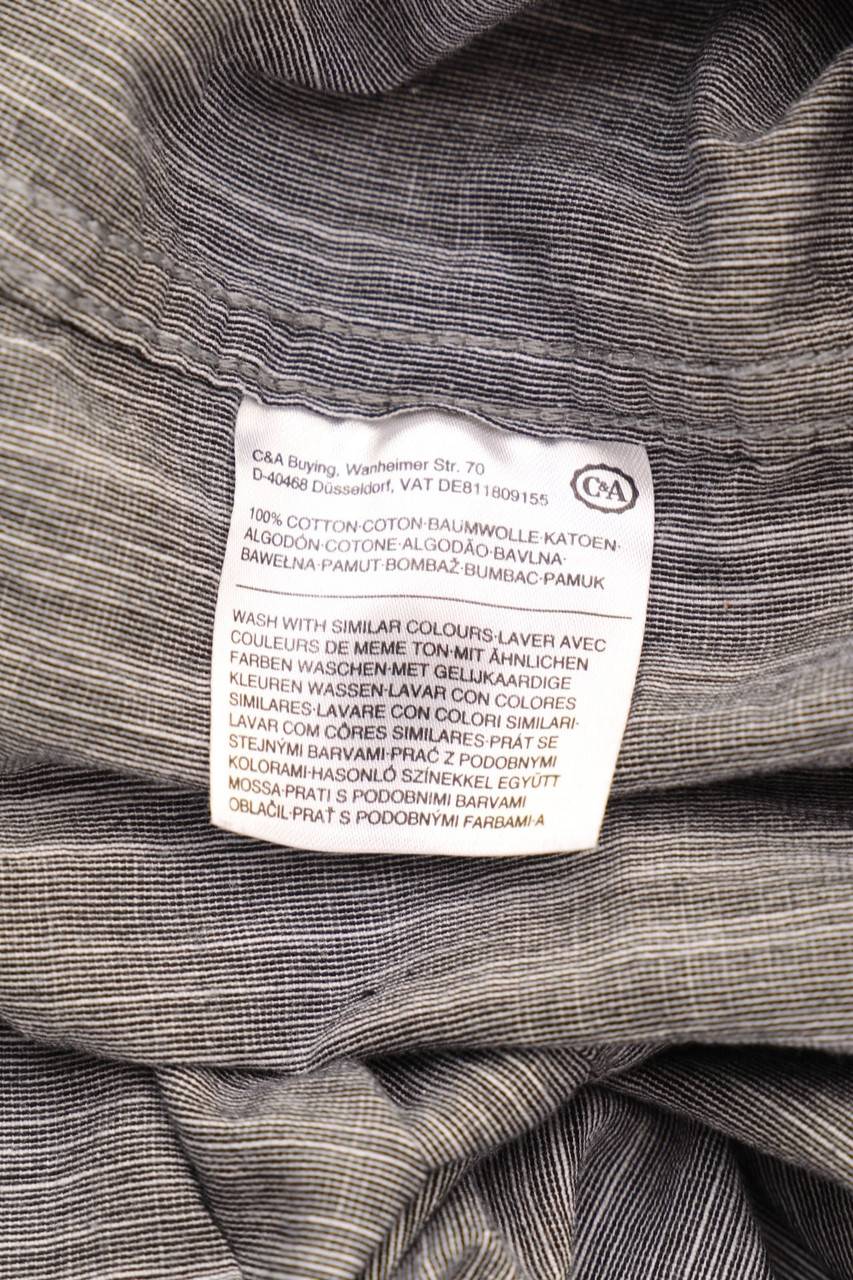 C&A Buying, Wanheimer Str. 70
D-40468 Düsseldorf, VAT DE811809155
C&A
100% COTTON·COTON·BAUMWOLLE·KATOEN·
ALGODÓN·COTONE·ALGODÃO·BAVLNA·
BAWEŁNA·PAMUT·BOMBAŽ·BUMBAC·PAMUK
WASH WITH SIMILAR COLOURS·LAVER AVEC
COULEURS DE MEME TON·MIT ÄHNLICHEN
FARBEN WASCHEN·MET GELIJKAARDIGE
KLEUREN WASSEN·LAVAR CON COLORES
SIMILARES·LAVARE CON COLORI SIMILARI·
LAVAR COM CÔRES SIMILARES·PRÁT SE
STEJNÝMI BARVAMI·PRAĆ Z PODOBNYMI
KOLORAMI·HASONLÓ SZÍNEKKEL EGYÜTT
MOSSA·PRATI S PODOBNIMI BARVAMI
OBLAČIL·PRAŤ S PODOBNÝMI FARBAMI·A